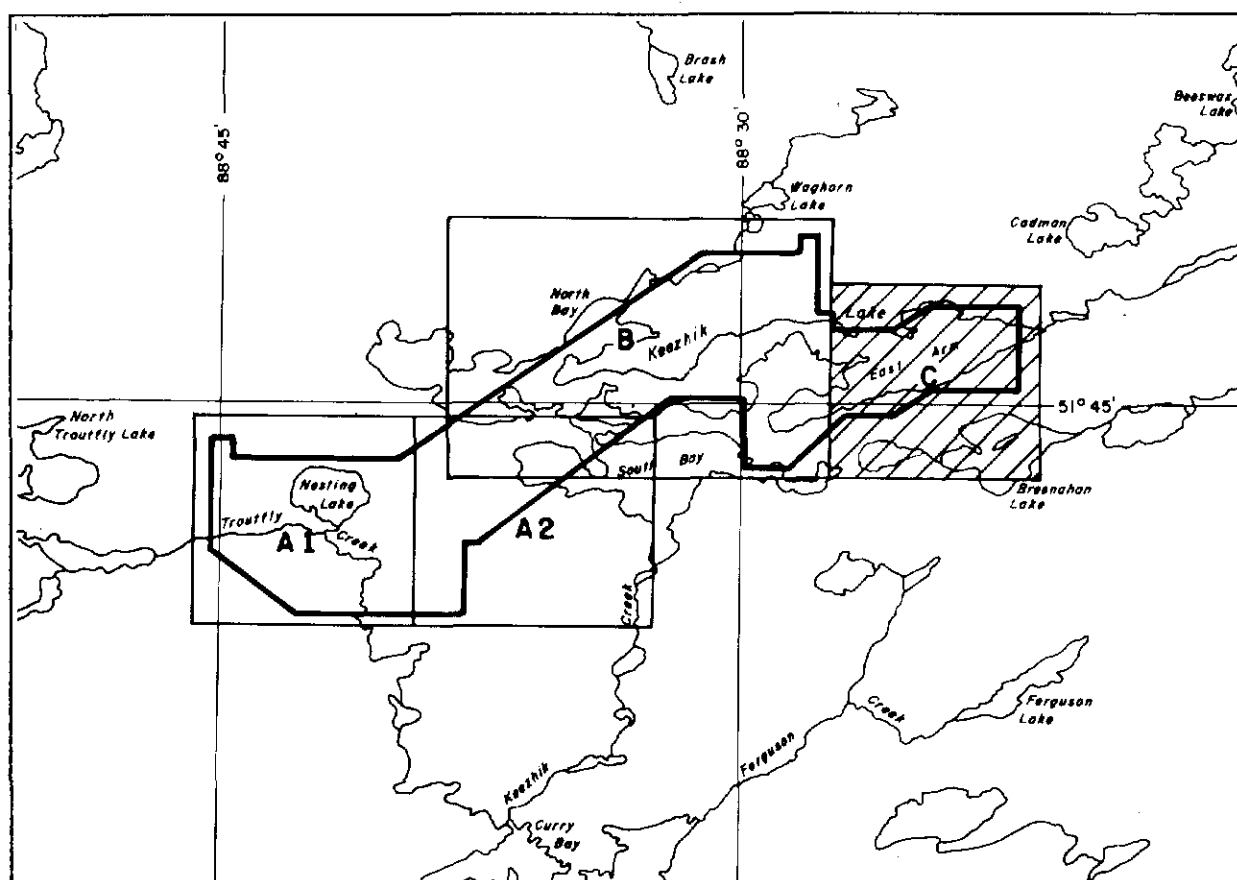 Brash
Lake
Beeswax
Lake
88° 45'
88° 30'
Waghorn
Lake
Cadman
Lake
North
Bay
Lake
B
Keezhik
East Arm
C
51° 45'
North
Troutfly Lake
South Bay
Nesting
Lake
Bresnahan
Lake
Troutfly
Creek
A1
A2
Creek
Creek
Ferguson
Lake
Ferguson
Keezhik
Curry
Bay